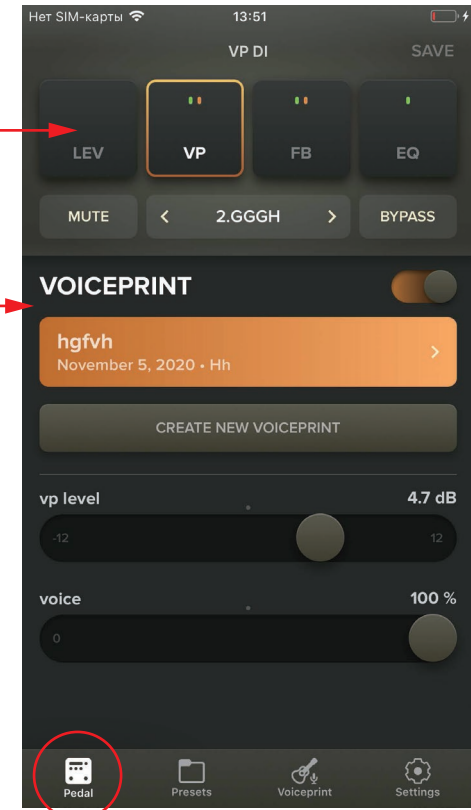 Нет SIM-карты 13:51
VP DI SAVE
LEV VP FB EQ
MUTE < 2.GGGH > BYPASS
VOICEPRINT
hgfvh
November 5, 2020 • Hh
CREATE NEW VOICEPRINT
vp level 4.7 dB
-12 12
voice 100 %
0
Pedal Presets Voiceprint Settings